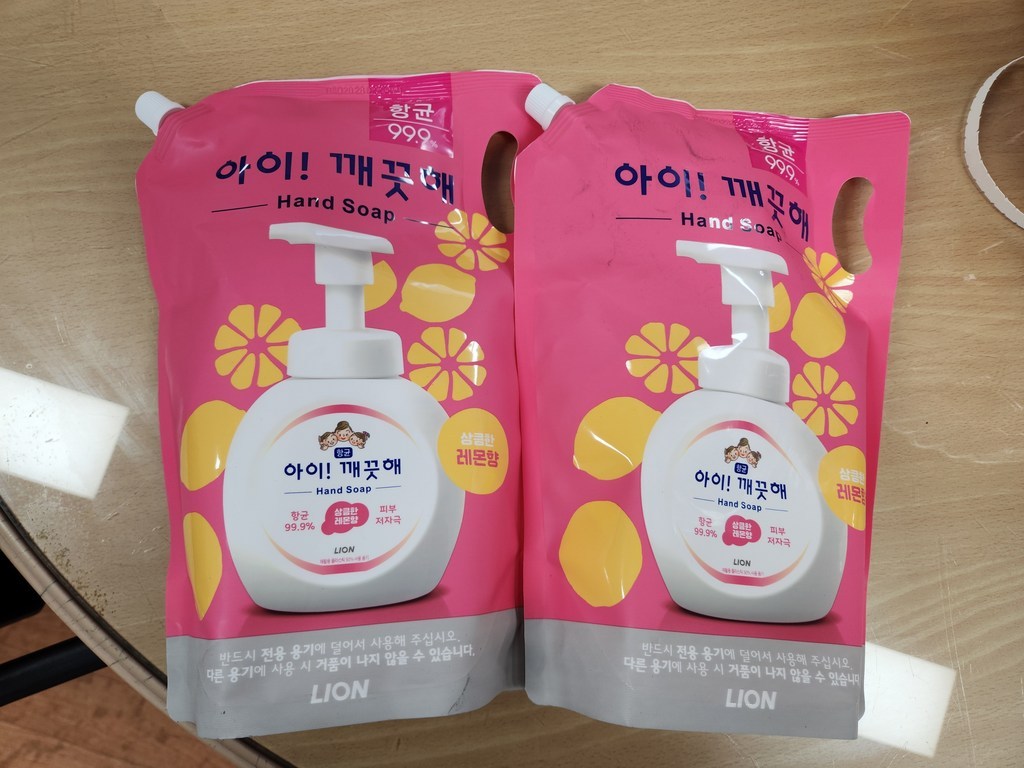 항균
99.9%
아이! 깨끗해
Hand Soap
상큼한
레몬향
항균
아이! 깨끗해
Hand Soap
항균
99.9%
상큼한
레몬향
피부
저자극
LION
반드시 전용 용기에 덜어서 사용해 주십시오.
다른 용기에 사용 시 거품이 나지 않을 수 있습니다.
LION
항균
99.9%
아이! 깨끗해
Hand Soap
상큼한
레몬향
항균
아이! 깨끗해
Hand Soap
항균
99.9%
상큼한
레몬향
피부
저자극
LION
반드시 전용 용기에 덜어서 사용해 주십시오.
다른 용기에 사용 시 거품이 나지 않을 수 있습니다
LION